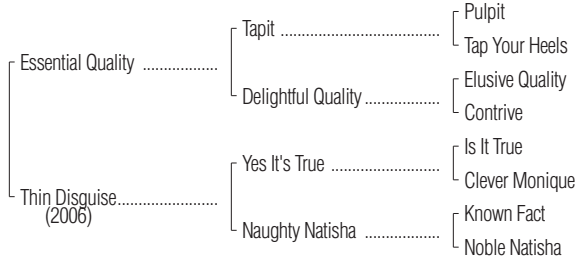 Pulpit
Tapit ..............................
Tap Your Heels
Essential Quality ................
Elusive Quality
Delightful Quality ................
Contrive
Is It True
Yes It's True ......................
Clever Monique
Thin Disguise.....................
(2006)
Known Fact
Naughty Natisha ................
Noble Natisha